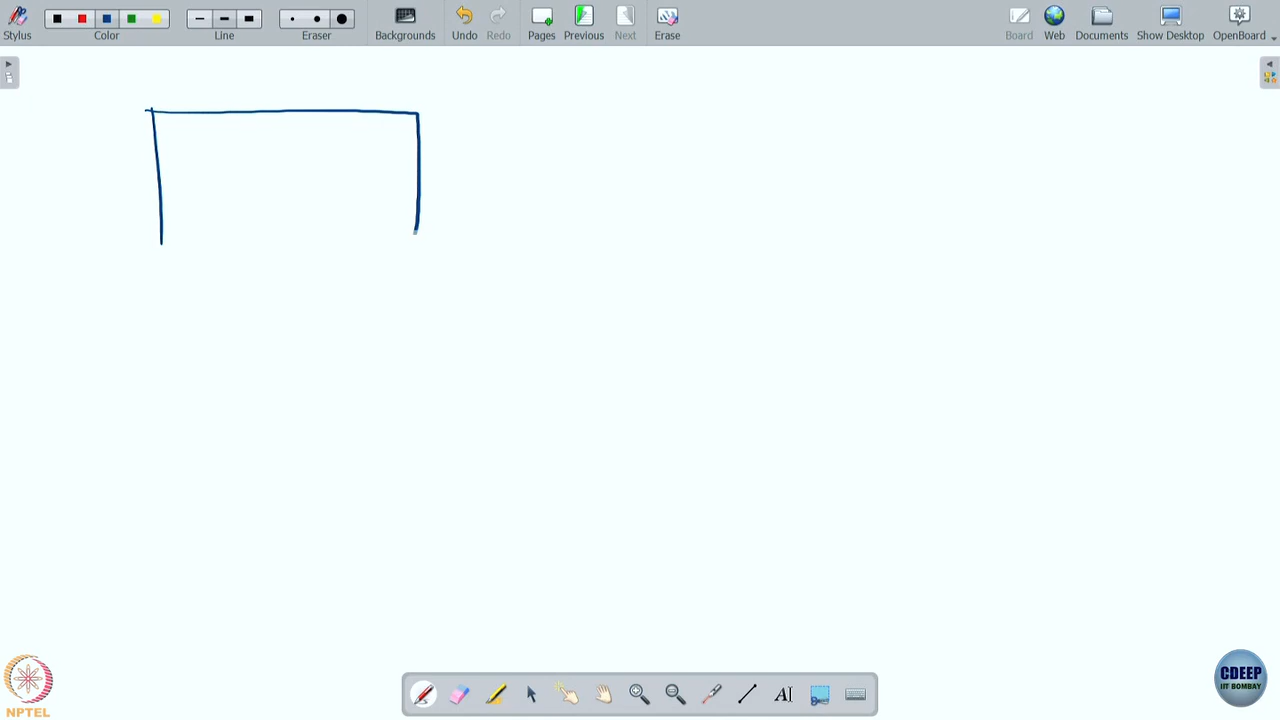 Stylus Color Line Eraser Backgrounds Undo Redo Pages Previous Next Erase Board Web Documents Show Desktop OpenBoard
AI
NPTEL
CDEEP
IIT BOMBAY